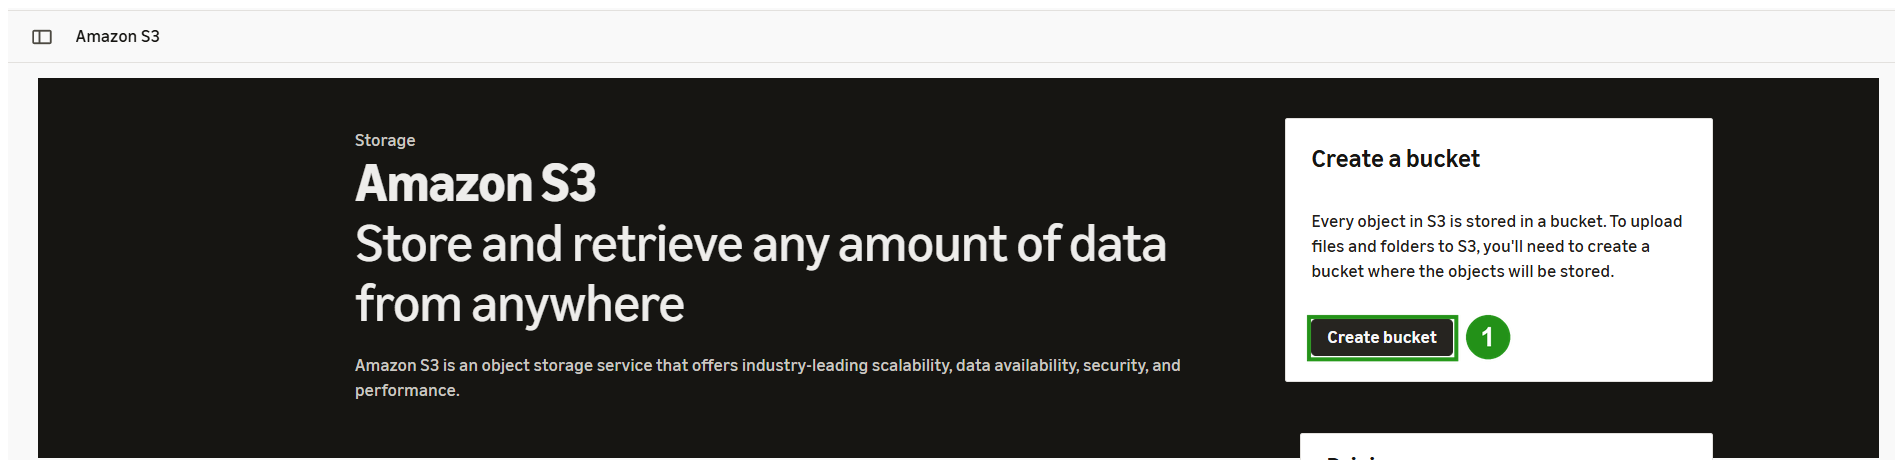 Amazon S3
Storage
Amazon S3
Store and retrieve any amount of data
from anywhere
Amazon S3 is an object storage service that offers industry-leading scalability, data availability, security, and
performance.
Create a bucket
Every object in S3 is stored in a bucket. To upload
files and folders to S3, you'll need to create a
bucket where the objects will be stored.
Create bucket
1